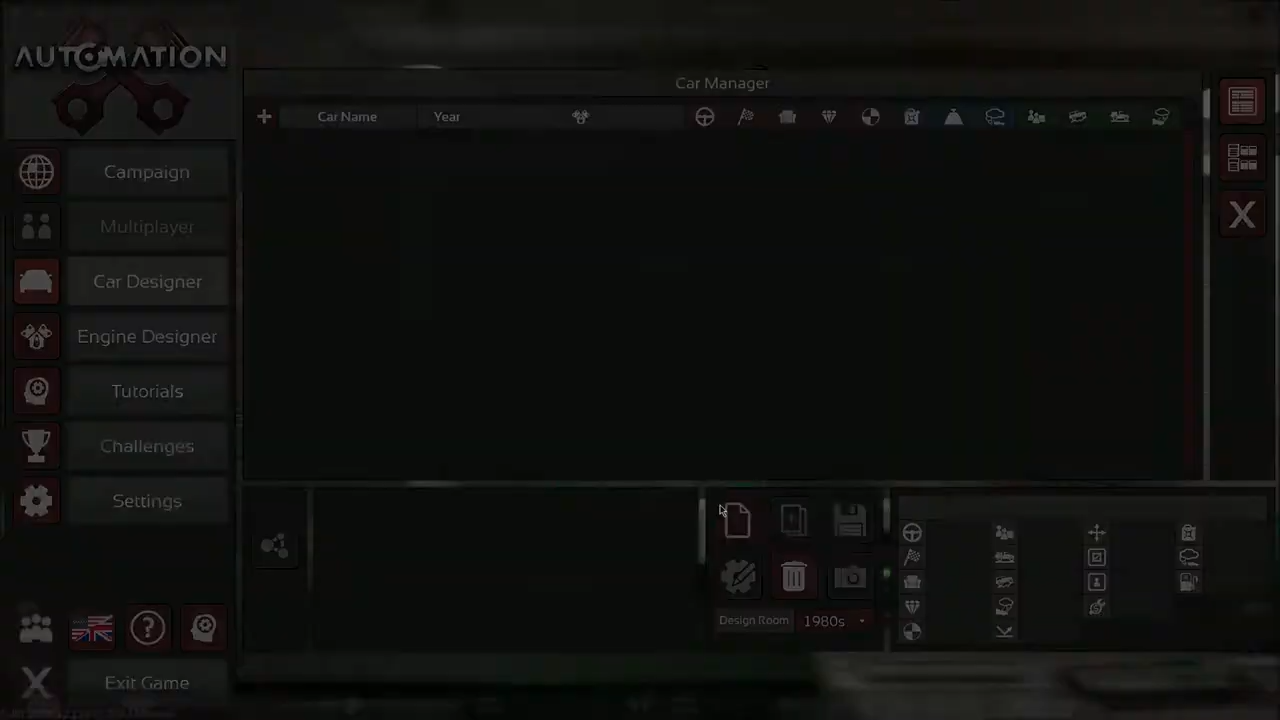 AUTOMATION
Car Manager
Car Name Year
Campaign
Multiplayer
Car Designer
Engine Designer
Tutorials
Challenges
Settings
Design Room 1980s
Exit Game